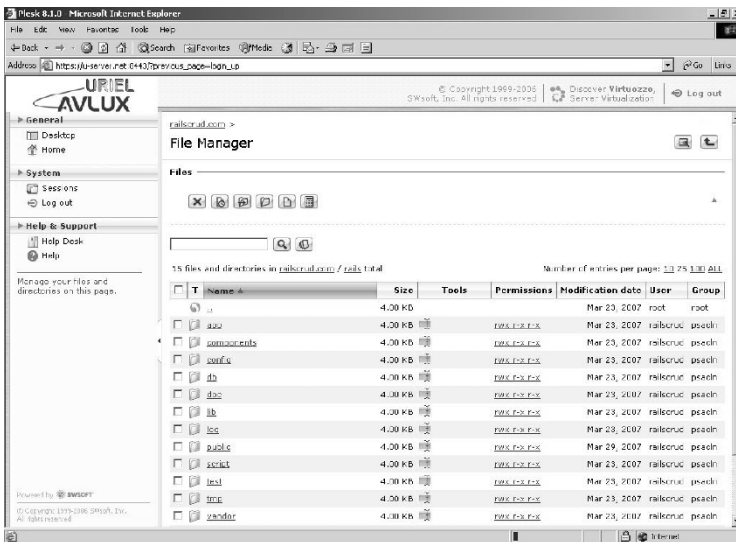 Plesk 8.1.0 Microsoft Internet Explorer
File Edit View Favorites Tools Help
Back Search Favorites Media
Address https://u-server.net:8443/?previous_page=login_up Go Links
URIEL
AVLUX
© Copyright 1999-2006
SWsoft, Inc. All rights reserved
Discover Virtuozzo,
Server Virtualization
Log out
General
Desktop
Home
System
Sessions
Log out
Help & Support
Help Desk
Help
Manage your files and
directories on this page.
railscrud.com >
File Manager
Files
15 files and directories in railscrud.com / rails total Number of entries per page: 10 25 100 ALL
T Name Size Tools Permissions Modification date User Group
.. 4.00 KB Mar 23, 2007 root root
app 4.00 KB rwx r-x r-x Mar 23, 2007 railscrud psacln
components 4.00 KB rwx r-x r-x Mar 23, 2007 railscrud psacln
config 4.00 KB rwx r-x r-x Mar 23, 2007 railscrud psacln
db 4.00 KB rwx r-x r-x Mar 23, 2007 railscrud psacln
doc 4.00 KB rwx r-x r-x Mar 23, 2007 railscrud psacln
lib 4.00 KB rwx r-x r-x Mar 23, 2007 railscrud psacln
log 4.00 KB rwx r-x r-x Mar 23, 2007 railscrud psacln
public 4.00 KB rwx r-x r-x Mar 29, 2007 railscrud psacln
script 4.00 KB rwx r-x r-x Mar 23, 2007 railscrud psacln
test 4.00 KB rwx r-x r-x Mar 23, 2007 railscrud psacln
tmp 4.00 KB rwx r-x r-x Mar 23, 2007 railscrud psacln
vendor 4.00 KB rwx r-x r-x Mar 23, 2007 railscrud psacln
Powered by SWSOFT
© Copyright 1999-2006 SWsoft, Inc.
All rights reserved
Internet